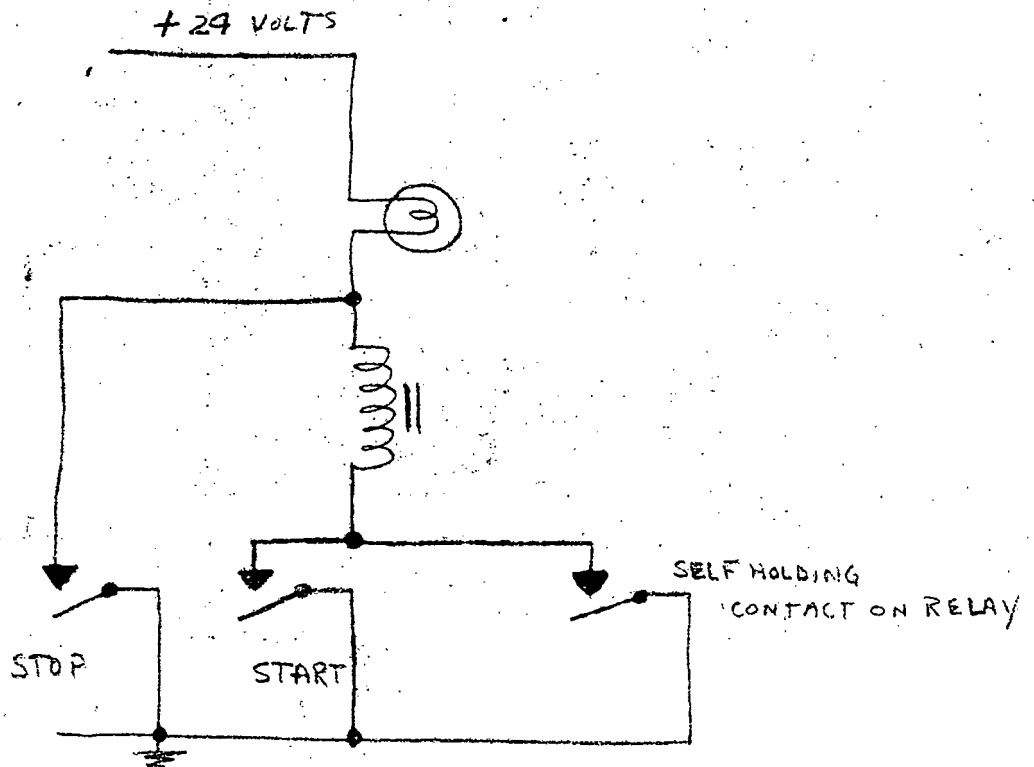 + 24 VOLTS
SELF HOLDING
CONTACT ON RELAY
STOP
START